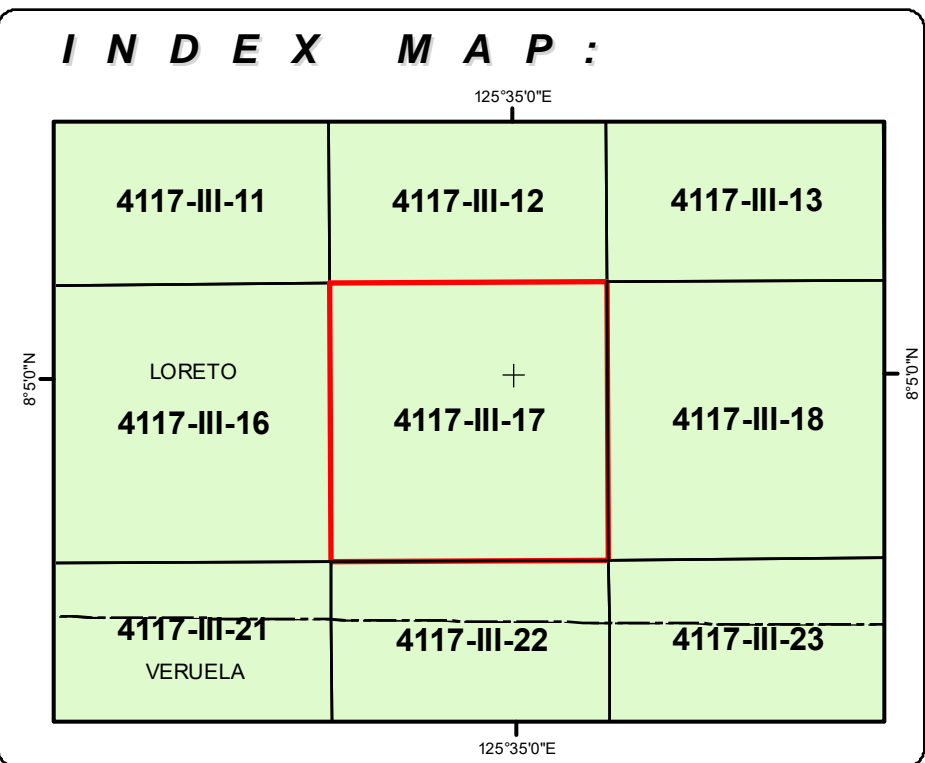 INDEX MAP:
125°35'0"E
4117-III-11
4117-III-12
4117-III-13
8°5'0"N
LORETO
4117-III-16
4117-III-17
4117-III-18
8°5'0"N
4117-III-21
4117-III-22
4117-III-23
VERUELA
125°35'0"E